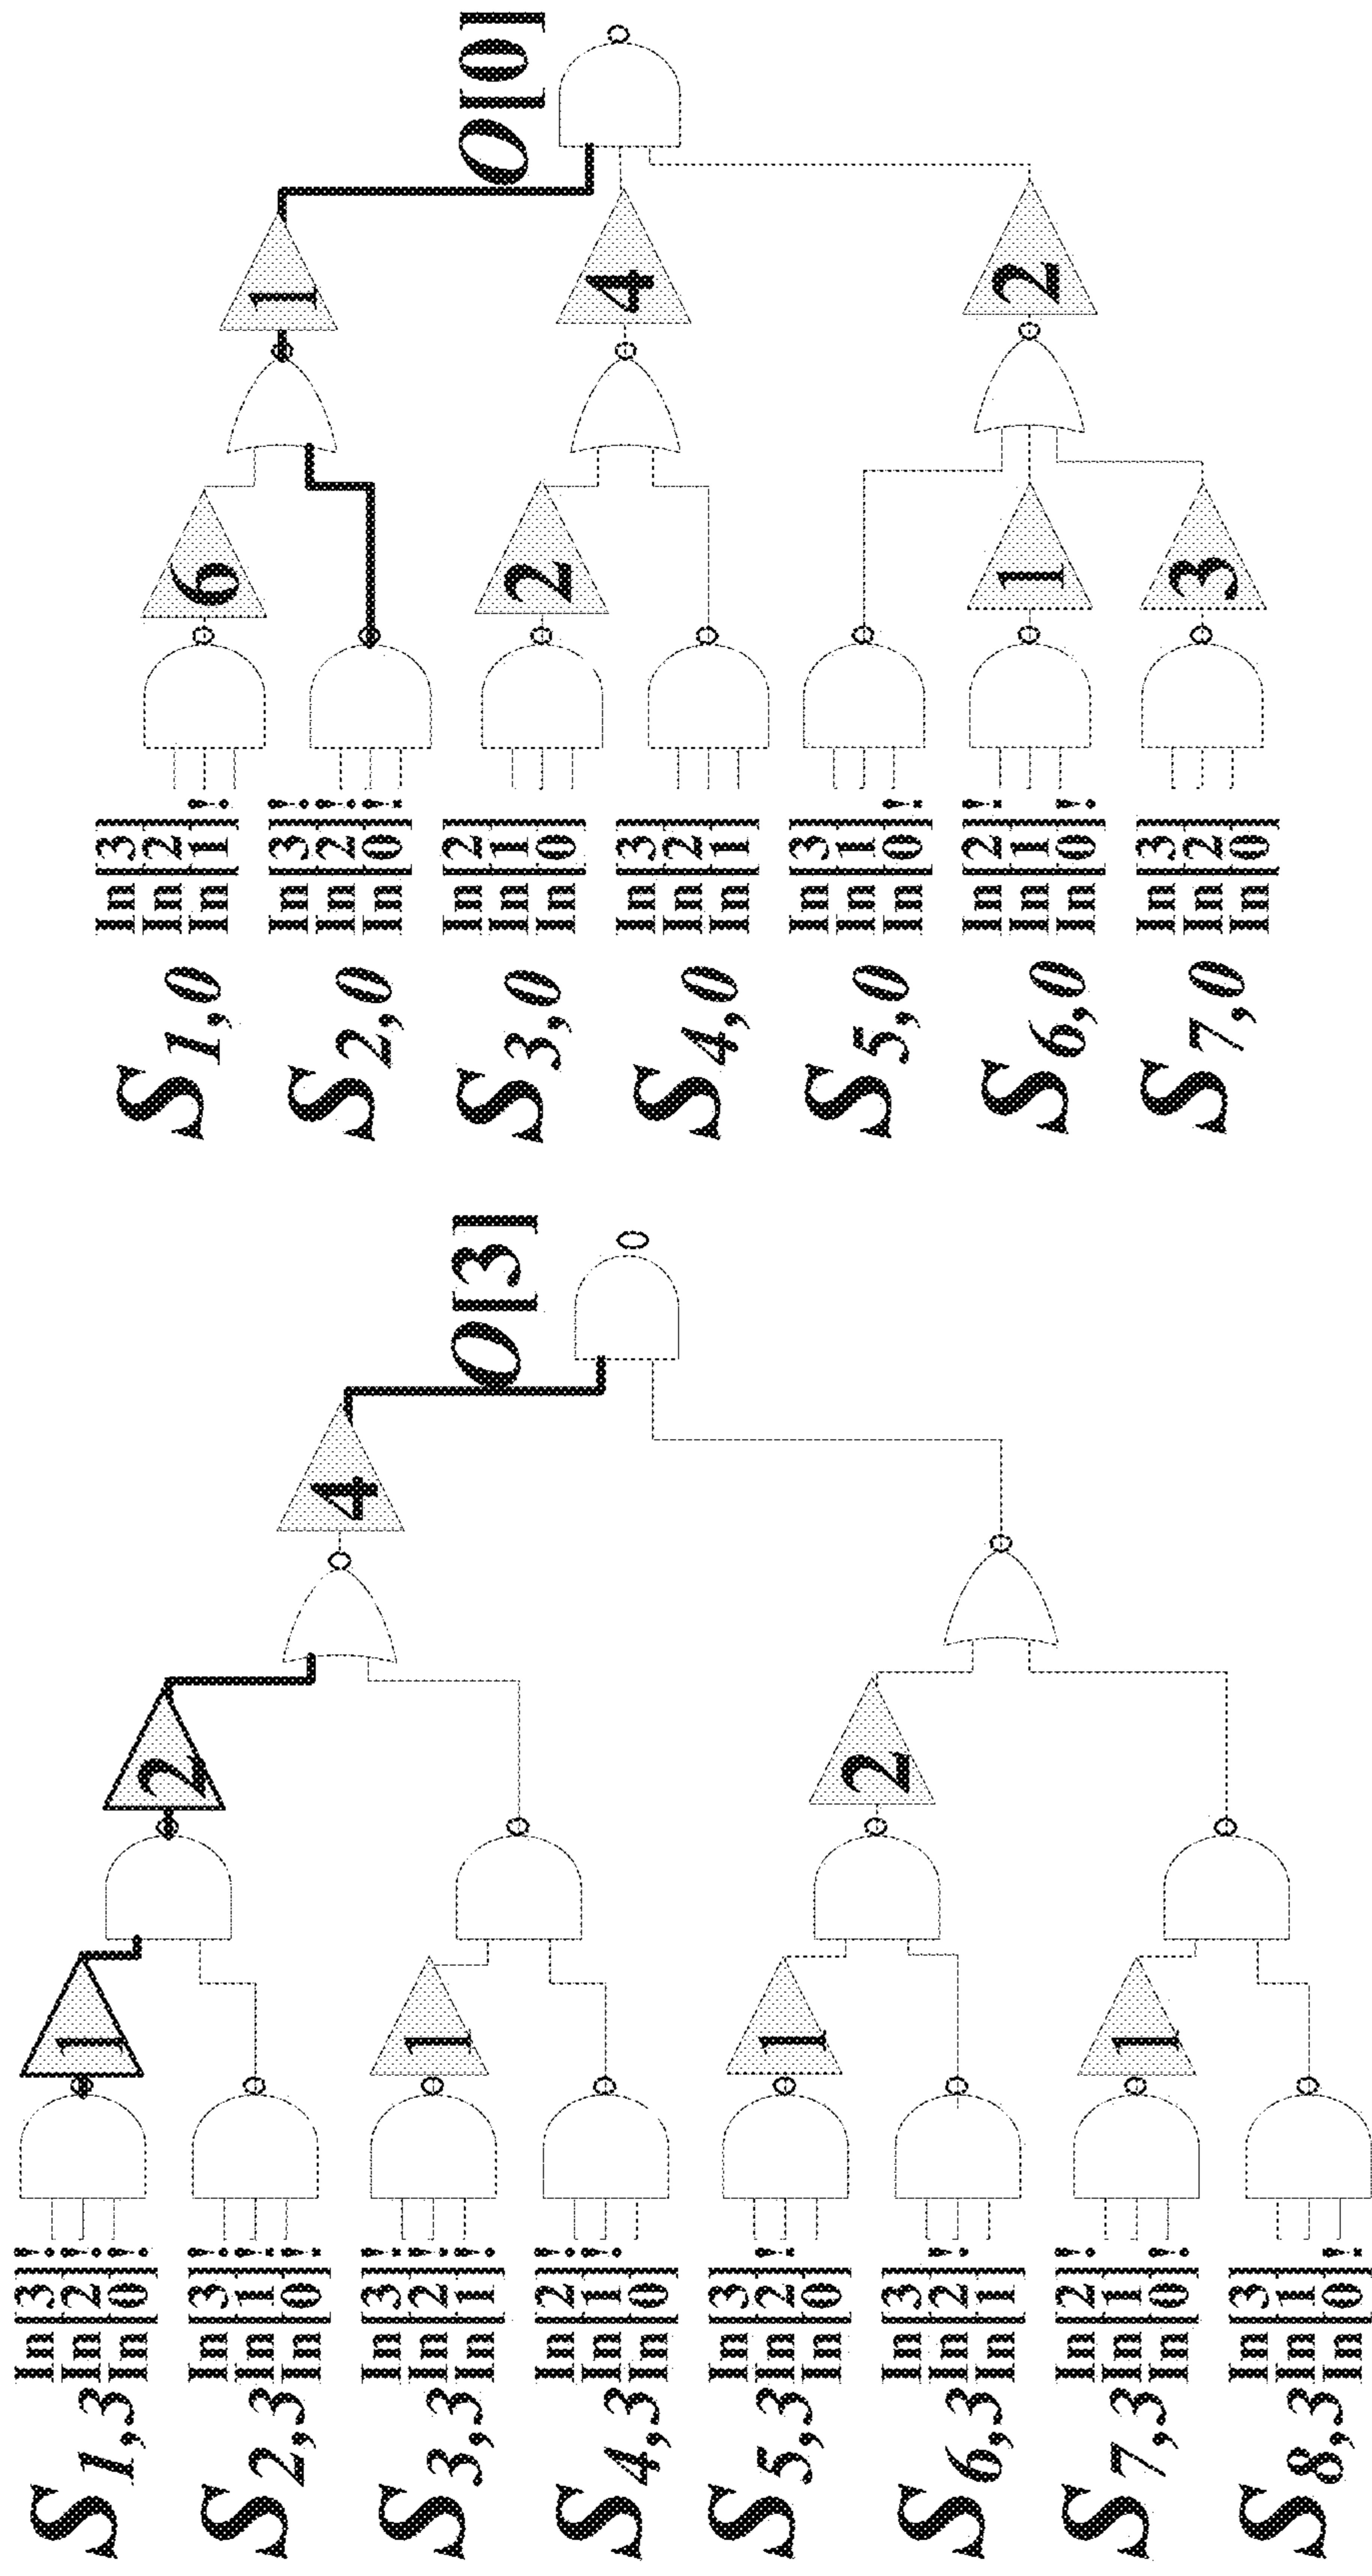 S1,3
In[3]'
In[2]'
In[0]'
1
2
4
O[3]
S2,3
In[3]'
In[1]'
In[0]'
S3,3
In[3]'
In[2]'
In[1]'
1
S4,3
In[2]'
In[1]'
In[0]
S5,3
In[3]
In[2]'
In[0]
1
2
S6,3
In[3]
In[2]'
In[1]
S7,3
In[2]'
In[1]
In[0]'
1
S8,3
In[3]
In[1]
In[0]'
S1,0
In[3]
In[2]
In[1]'
6
1
O[0]
S2,0
In[3]'
In[2]'
In[0]'
S3,0
In[2]
In[1]
In[0]
2
4
S4,0
In[3]
In[2]
In[1]
S5,0
In[3]
In[1]
In[0]'
S6,0
In[2]'
In[1]
In[0]'
1
2
S7,0
In[3]
In[2]
In[0]
3